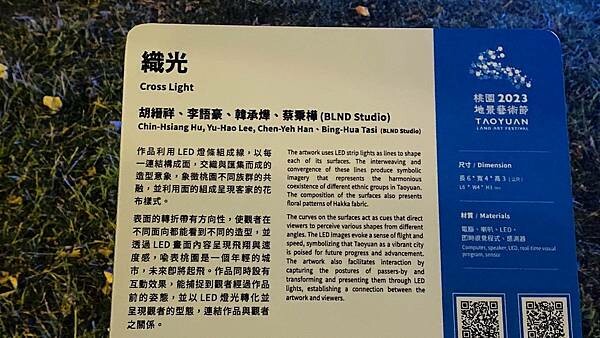 織光
Cross Light
胡縉祥、李語豪、韓承燁、蔡秉樺 (BLND Studio)
Chin-Hsiang Hu, Yu-Hao Lee, Chen-Yeh Han、Bing-Hua Tasi (BLND Studio)
作品利用 LED 燈條組成線，以每
一連結構成面，交織與匯集而成的
造型意象，象徵桃園不同族群的共
融，並利用面的組成呈現客家的花
布樣式。
表面的轉折帶有方向性，使觀者在
不同面向都能看到不同的造型，並
透過 LED 畫面內容呈現飛翔與速
度感，喻表桃園是一個年輕的城
市，未來即將起飛。作品同時設有
互動效果，能捕捉到觀者經過作品
前的姿態，並以 LED 燈光轉化並
呈現觀者的型態，連結作品與觀者
之關係。
The artwork uses LED strip lights as lines to shape
each of its surfaces. The interweaving and
convergence of these lines produce symbolic
imagery that represents the harmonious
coexistence of different ethnic groups in Taoyuan.
The composition of the surfaces also presents
floral patterns of Hakka fabric.
The curves on the surfaces act as cues that direct
viewers to perceive various shapes from different
angles. The LED images evoke a sense of flight and
speed, symbolizing that Taoyuan as a vibrant city
is poised for future progress and advancement.
The artwork also facilitates interaction by
capturing the postures of passers-by and
transforming and presenting them through LED
lights, establishing a connection between the
artwork and viewers.
桃園 2023
地景藝術節
TAOYUAN
LAND ART FESTIVAL
尺寸 / Dimension
長 6 * 寬 4 * 高 3 (公尺)
L6 * W4 * H3 (m)
材質 / Materials
電腦、喇叭、LED、
即時視覺程式、感測器
Computer, speaker, LED, real time visual
program, sensor